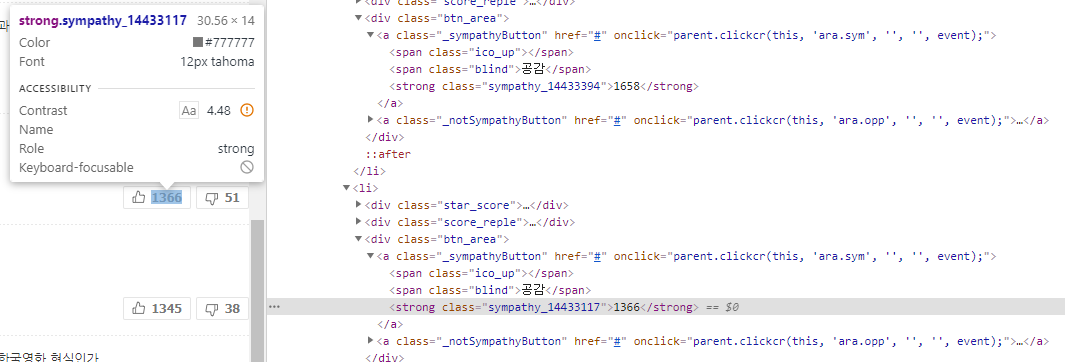 strong.sympathy_14433117 30.56 × 14
Color #777777
Font 12px tahoma
ACCESSIBILITY
Contrast Aa 4.48
Name
Role strong
Keyboard-focusable
과
1366 51
1345 38
한국영화 현실인가
<div class="score_reple">…</div>
<div class="btn_area">
<a class="_sympathyButton" href="#" onclick="parent.clickcr(this, 'ara.sym', '', '', event);">
<span class="ico_up"></span>
<span class="blind">공감</span>
<strong class="sympathy_14433394">1658</strong>
</a>
<a class="_notSympathyButton" href="#" onclick="parent.clickcr(this, 'ara.opp', '', '', event);">…</a>
</div>
::after
</li>
<li>
<div class="star_score">…</div>
<div class="score_reple">…</div>
<div class="btn_area">
<a class="_sympathyButton" href="#" onclick="parent.clickcr(this, 'ara.sym', '', '', event);">
<span class="ico_up"></span>
<span class="blind">공감</span>
… <strong class="sympathy_14433117">1366</strong> == $0
</a>
<a class="_notSympathyButton" href="#" onclick="parent.clickcr(this, 'ara.opp', '', '', event);">…</a>
</div>